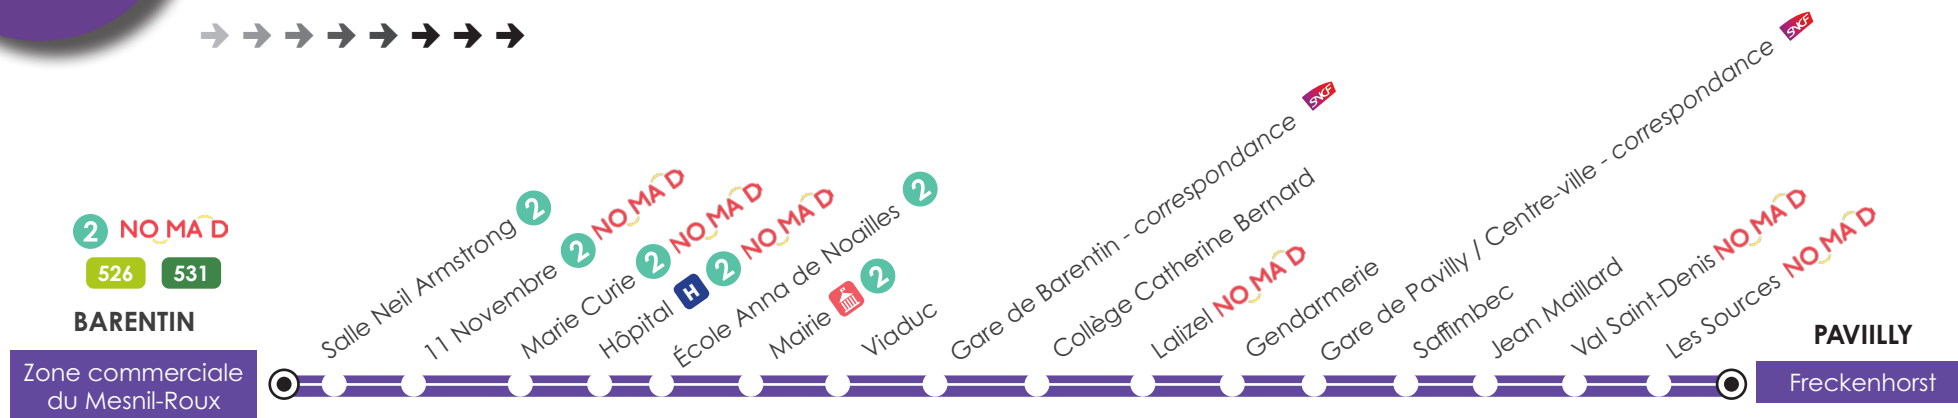 2 NOMAD
526 531
BARENTIN
Zone commerciale
du Mesnil-Roux
Salle Neil Armstrong 2
11 Novembre 2 NOMAD
Marie Curie 2 NOMAD
Hôpital H 2 NOMAD
École Anna de Noailles 2
Mairie 2
Viaduc
Gare de Barentin - correspondance SNCF
Collège Catherine Bernard
Lalizel NOMAD
Gendarmerie
Gare de Pavilly / Centre-ville - correspondance SNCF
Saffimbec
Jean Maillard
Val Saint-Denis NOMAD
Les Sources NOMAD
PAVIILLY
Freckenhorst